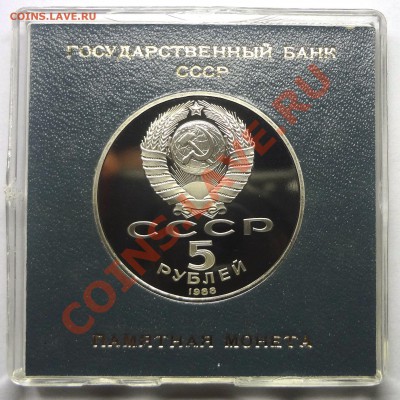 COINS.LAVE.RU
ГОСУДАРСТВЕННЫЙ БАНК
СССР
СССР
5
РУБЛЕЙ
1988
ПАМЯТНАЯ МОНЕТА
COINS.LAVE.RU